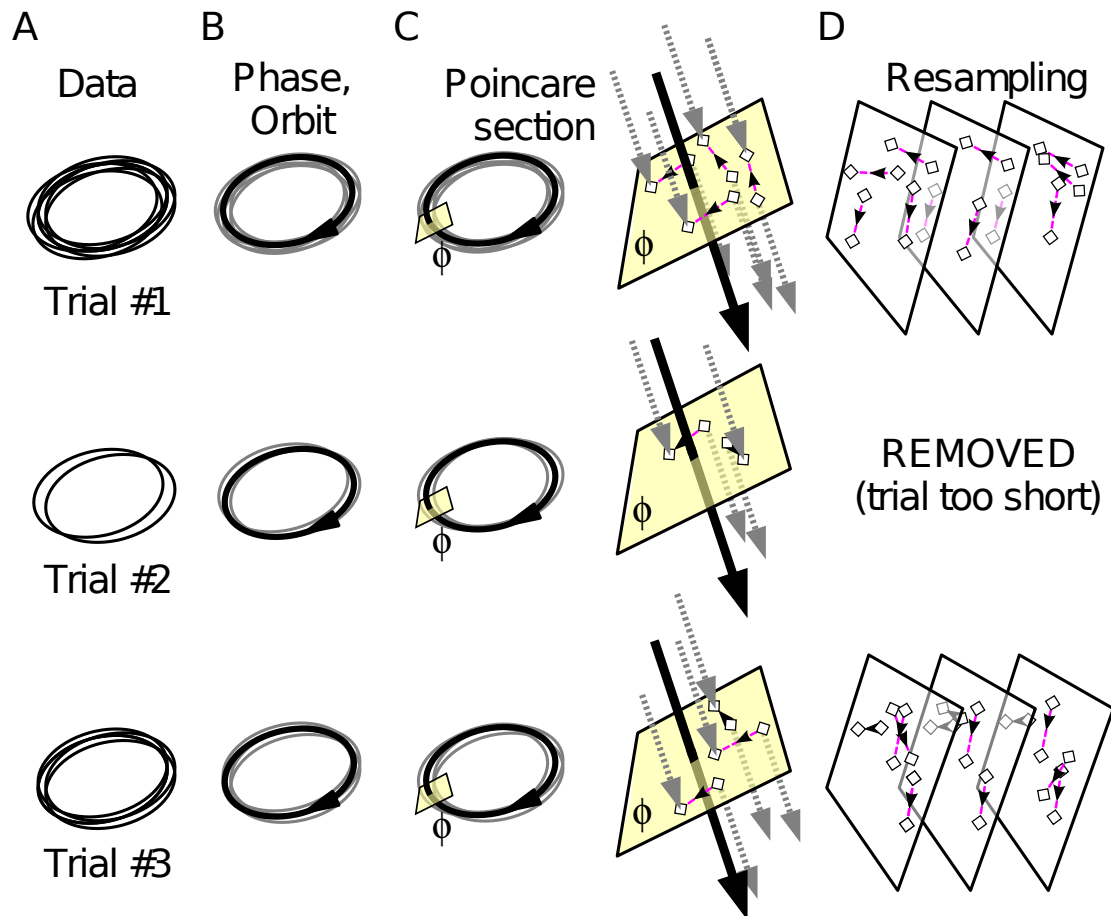 A
B
C
D
Data
Phase,
Orbit
Poincare
section
Resampling
ϕ
ϕ
Trial #1
ϕ
ϕ
REMOVED
(trial too short)
Trial #2
ϕ
ϕ
Trial #3